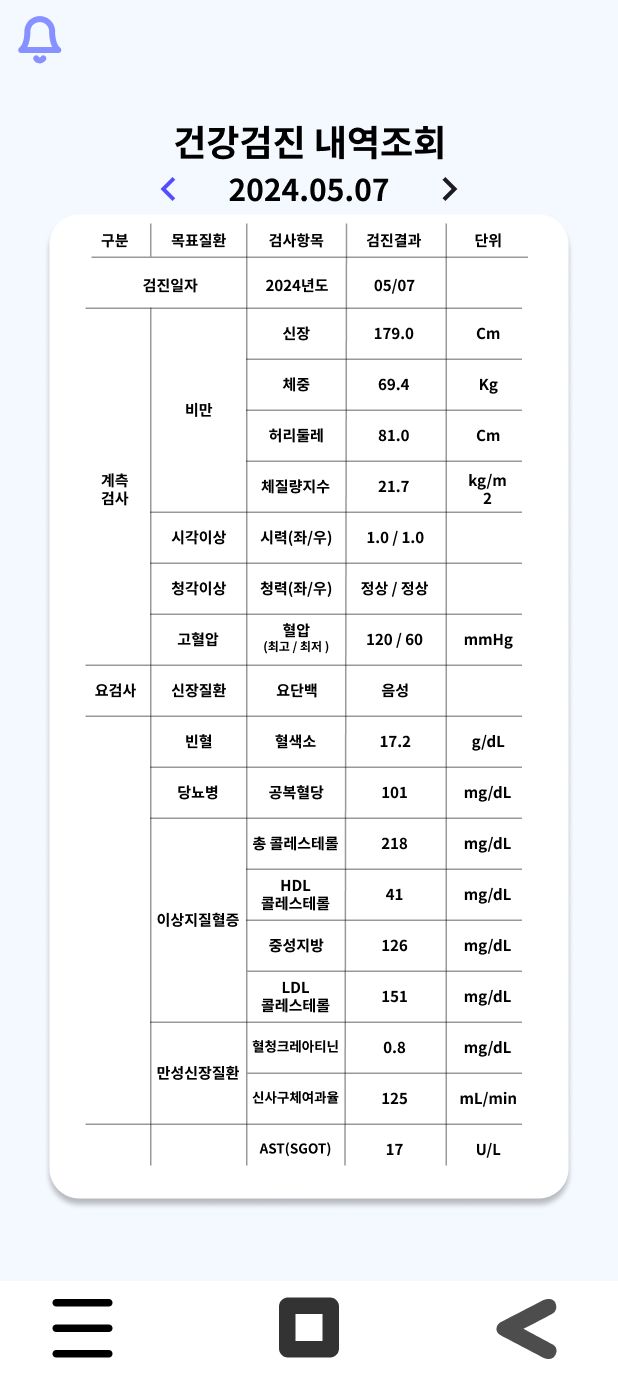 건강검진 내역조회
2024.05.07
구분 목표질환 검사항목 검진결과 단위
검진일자 2024년도 05/07
계측
검사
비만
신장 179.0 Cm
체중 69.4 Kg
허리둘레 81.0 Cm
체질량지수 21.7 kg/m
2
시각이상 시력(좌/우) 1.0 / 1.0
청각이상 청력(좌/우) 정상 / 정상
고혈압 혈압 120 / 60 mmHg
(최고 / 최저 )
요검사 신장질환 요단백 음성
빈혈 혈색소 17.2 g/dL
당뇨병 공복혈당 101 mg/dL
이상지질혈증
총 콜레스테롤 218 mg/dL
HDL
콜레스테롤 41 mg/dL
중성지방 126 mg/dL
LDL
콜레스테롤 151 mg/dL
만성신장질환
혈청크레아티닌 0.8 mg/dL
신사구체여과율 125 mL/min
AST(SGOT) 17 U/L